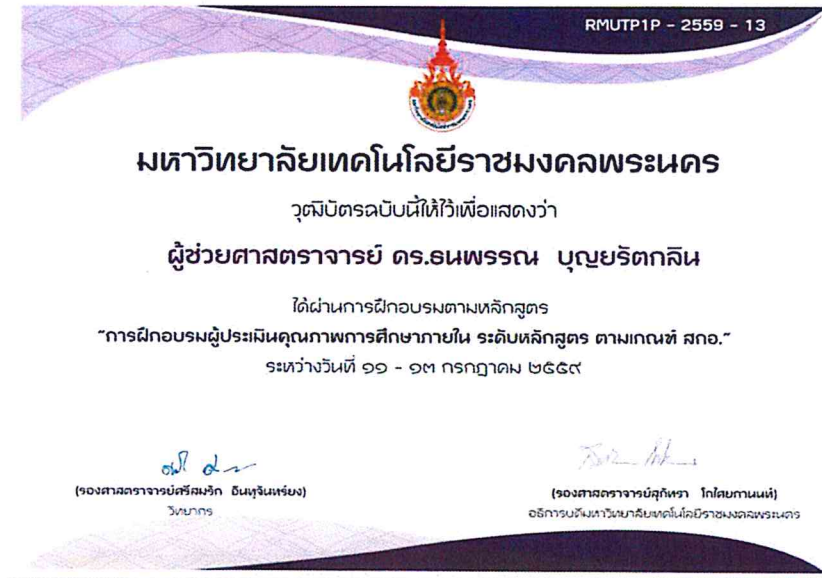 RMUTP1P - 2559 - 13
มหาวิทยาลัยเทคโนโลยีราชมงคลพระนคร
วุฒิบัตรฉบับนี้ให้ไว้เพื่อแสดงว่า
ผู้ช่วยศาสตราจารย์ ดร.ธนพรรณ บุญยรัตกลิน
ได้ผ่านการฝึกอบรมตามหลักสูตร
“การฝึกอบรมผู้ประเมินคุณภาพการศึกษาภายใน ระดับหลักสูตร ตามเกณฑ์ สกอ.”
ระหว่างวันที่ ๑๑ - ๑๓ กรกฎาคม ๒๕๕๙
(รองศาสตราจารย์ศรีสมรัก อินทุจันทร์ยง)
วิทยากร
(รองศาสตราจารย์สุภัทรา โกไศยกานนท์)
อธิการบดีมหาวิทยาลัยเทคโนโลยีราชมงคลพระนคร